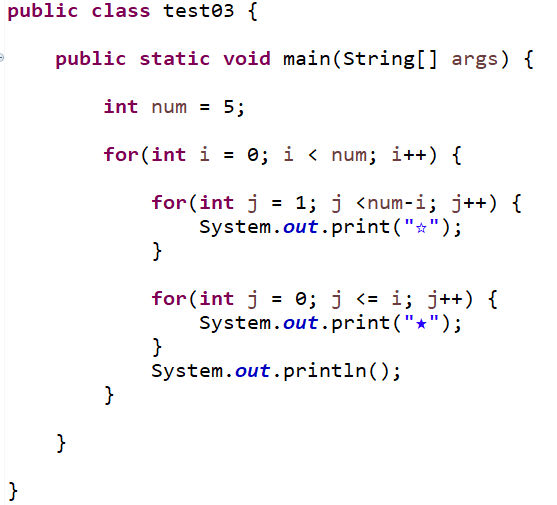 public class test03 {
public static void main(String[] args) {
int num = 5;
for(int i = 0; i < num; i++) {
for(int j = 1; j <num-i; j++) {
System.out.print("☆");
}
for(int j = 0; j <= i; j++) {
System.out.print("★");
}
System.out.println();
}
}
}